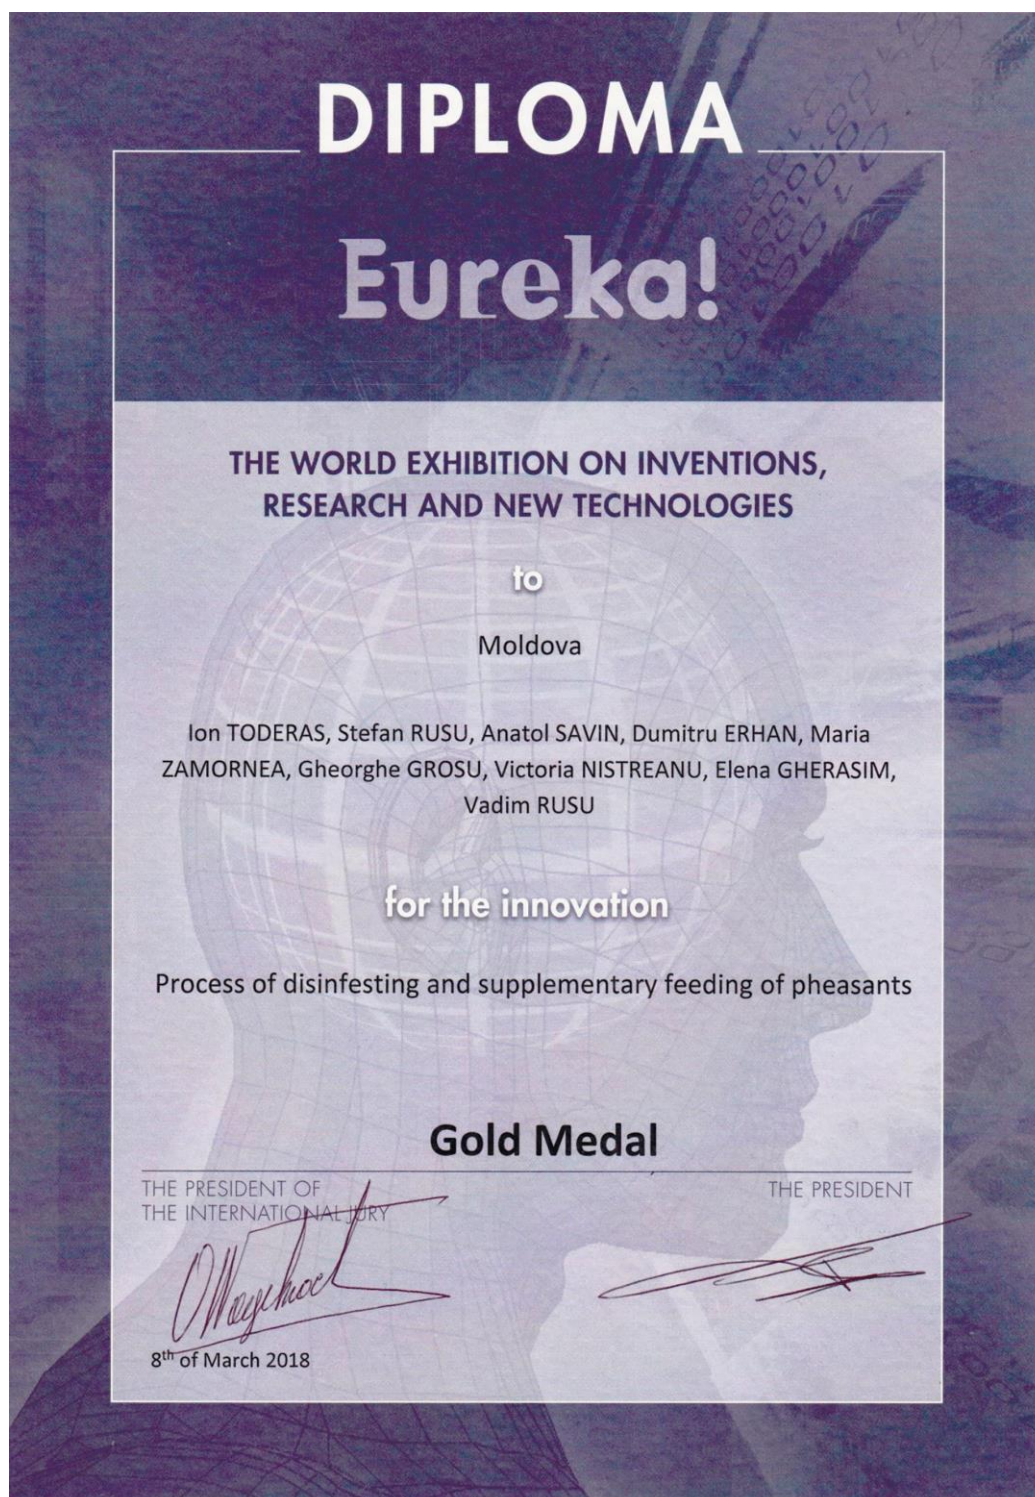 DIPLOMA
Eureka!
THE WORLD EXHIBITION ON INVENTIONS,
RESEARCH AND NEW TECHNOLOGIES
to
Moldova
Ion TODERAS, Stefan RUSU, Anatol SAVIN, Dumitru ERHAN, Maria
ZAMORNEA, Gheorghe GROSU, Victoria NISTREANU, Elena GHERASIM,
Vadim RUSU
for the innovation
Process of disinfesting and supplementary feeding of pheasants
Gold Medal
THE PRESIDENT OF
THE INTERNATIONAL JURY
THE PRESIDENT
8th of March 2018